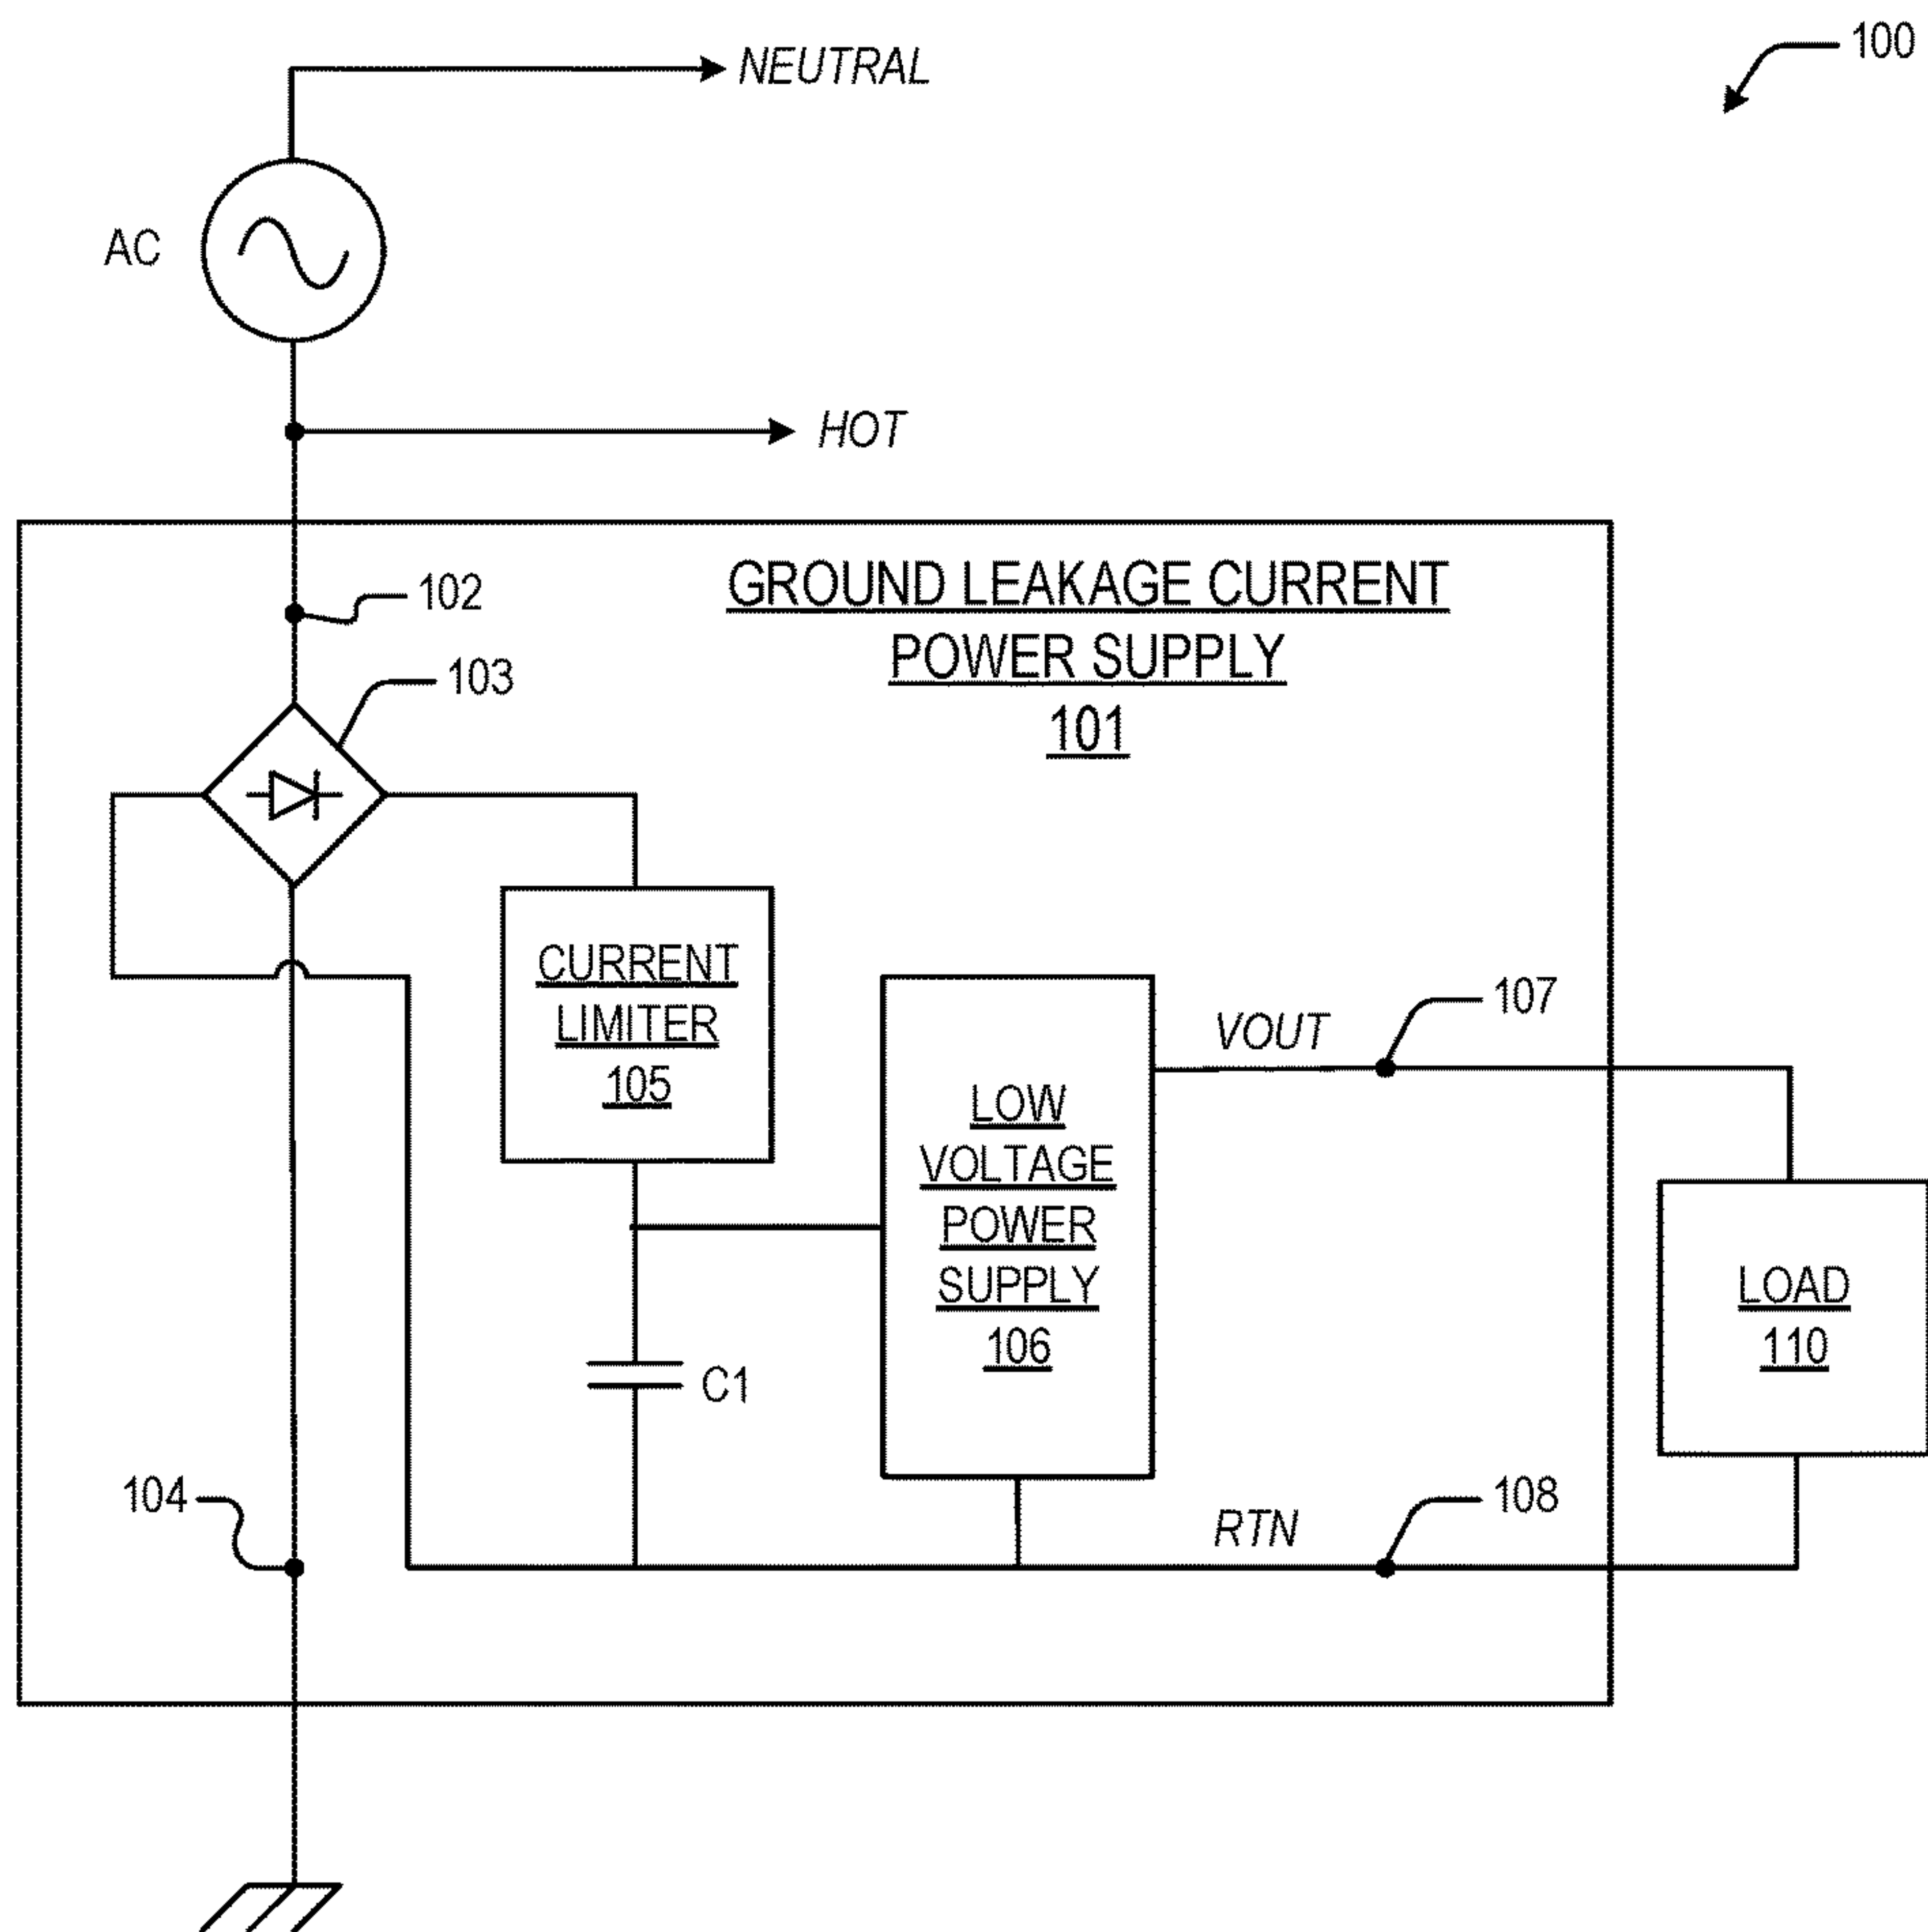 100
NEUTRAL
AC
HOT
102
GROUND LEAKAGE CURRENT
POWER SUPPLY
101
103
CURRENT
LIMITER
105
107
VOUT
LOW
VOLTAGE
POWER
SUPPLY
106
LOAD
110
C1
104
108
RTN